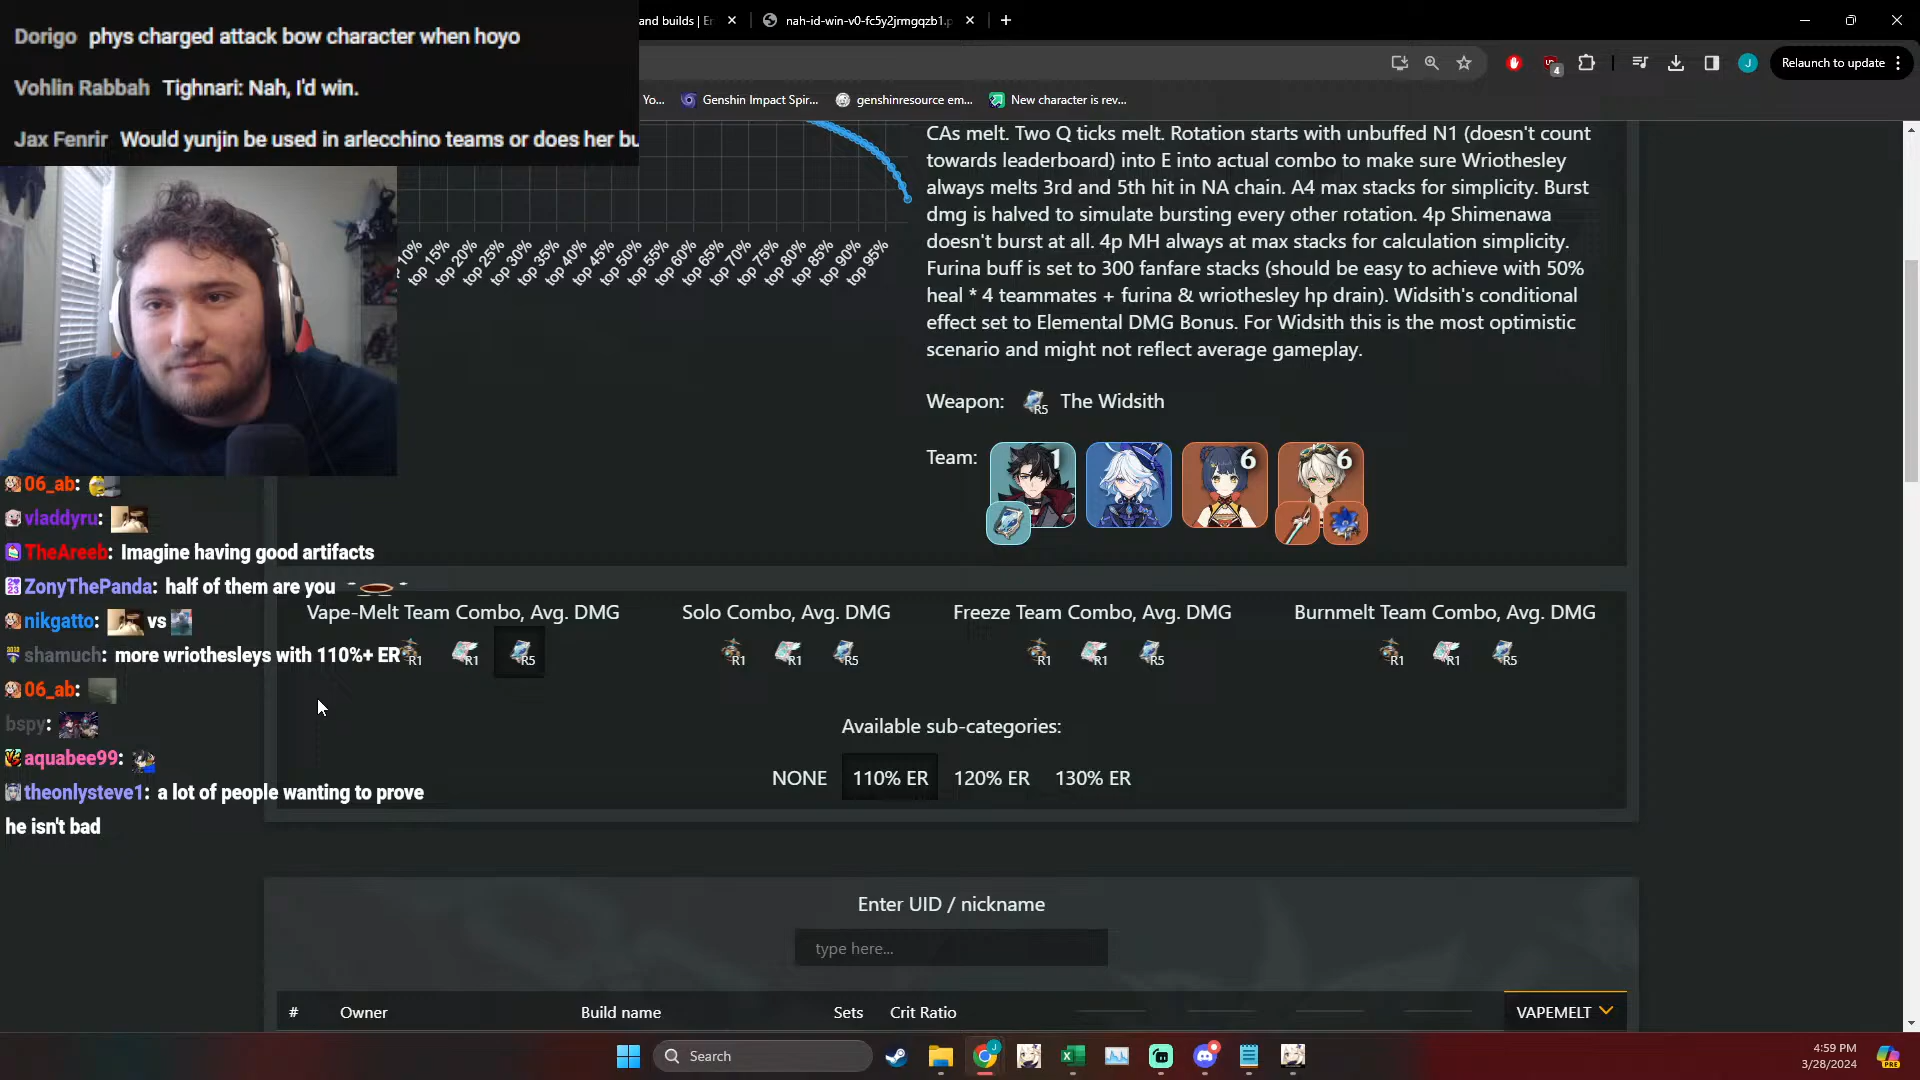 Dorigo phys charged attack bow character when hoyo
Vohlin Rabbah Tighnari: Nah, I'd win.
Jax Fenrir Would yunjin be used in arlecchino teams or does her bu
and builds | Er
nah-id-win-v0-fc5y2jrmgqzb1.p
4
J
Relaunch to update
Yo...
Genshin Impact Spir...
genshinresource em...
New character is rev...
CAs melt. Two Q ticks melt. Rotation starts with unbuffed N1 (doesn't count
towards leaderboard) into E into actual combo to make sure Wriothesley
always melts 3rd and 5th hit in NA chain. A4 max stacks for simplicity. Burst
dmg is halved to simulate bursting every other rotation. 4p Shimenawa
doesn't burst at all. 4p MH always at max stacks for calculation simplicity.
Furina buff is set to 300 fanfare stacks (should be easy to achieve with 50%
heal * 4 teammates + furina & wriothesley hp drain). Widsith's conditional
effect set to Elemental DMG Bonus. For Widsith this is the most optimistic
scenario and might not reflect average gameplay.
10%
top 15%
top 20%
top 25%
top 30%
top 35%
top 40%
top 45%
top 50%
top 55%
top 60%
top 65%
top 70%
top 75%
top 80%
top 85%
top 90%
top 95%
Weapon: R5 The Widsith
Team: 1 6 6
06_ab:
vladdyru:
TheAreeb: Imagine having good artifacts
ZonyThePanda: half of them are you
nikgatto: vs
shamuch: more wriothesleys with 110%+ ER
06_ab:
bspy:
aquabee99:
theonlysteve1: a lot of people wanting to prove
he isn't bad
Vape-Melt Team Combo, Avg. DMG
R1 R1 R5
Solo Combo, Avg. DMG
R1 R1 R5
Freeze Team Combo, Avg. DMG
R1 R1 R5
Burnmelt Team Combo, Avg. DMG
R1 R1 R5
Available sub-categories:
NONE 110% ER 120% ER 130% ER
Enter UID / nickname
type here...
# Owner Build name Sets Crit Ratio VAPEMELT
Search
4:59 PM
3/28/2024
PRE